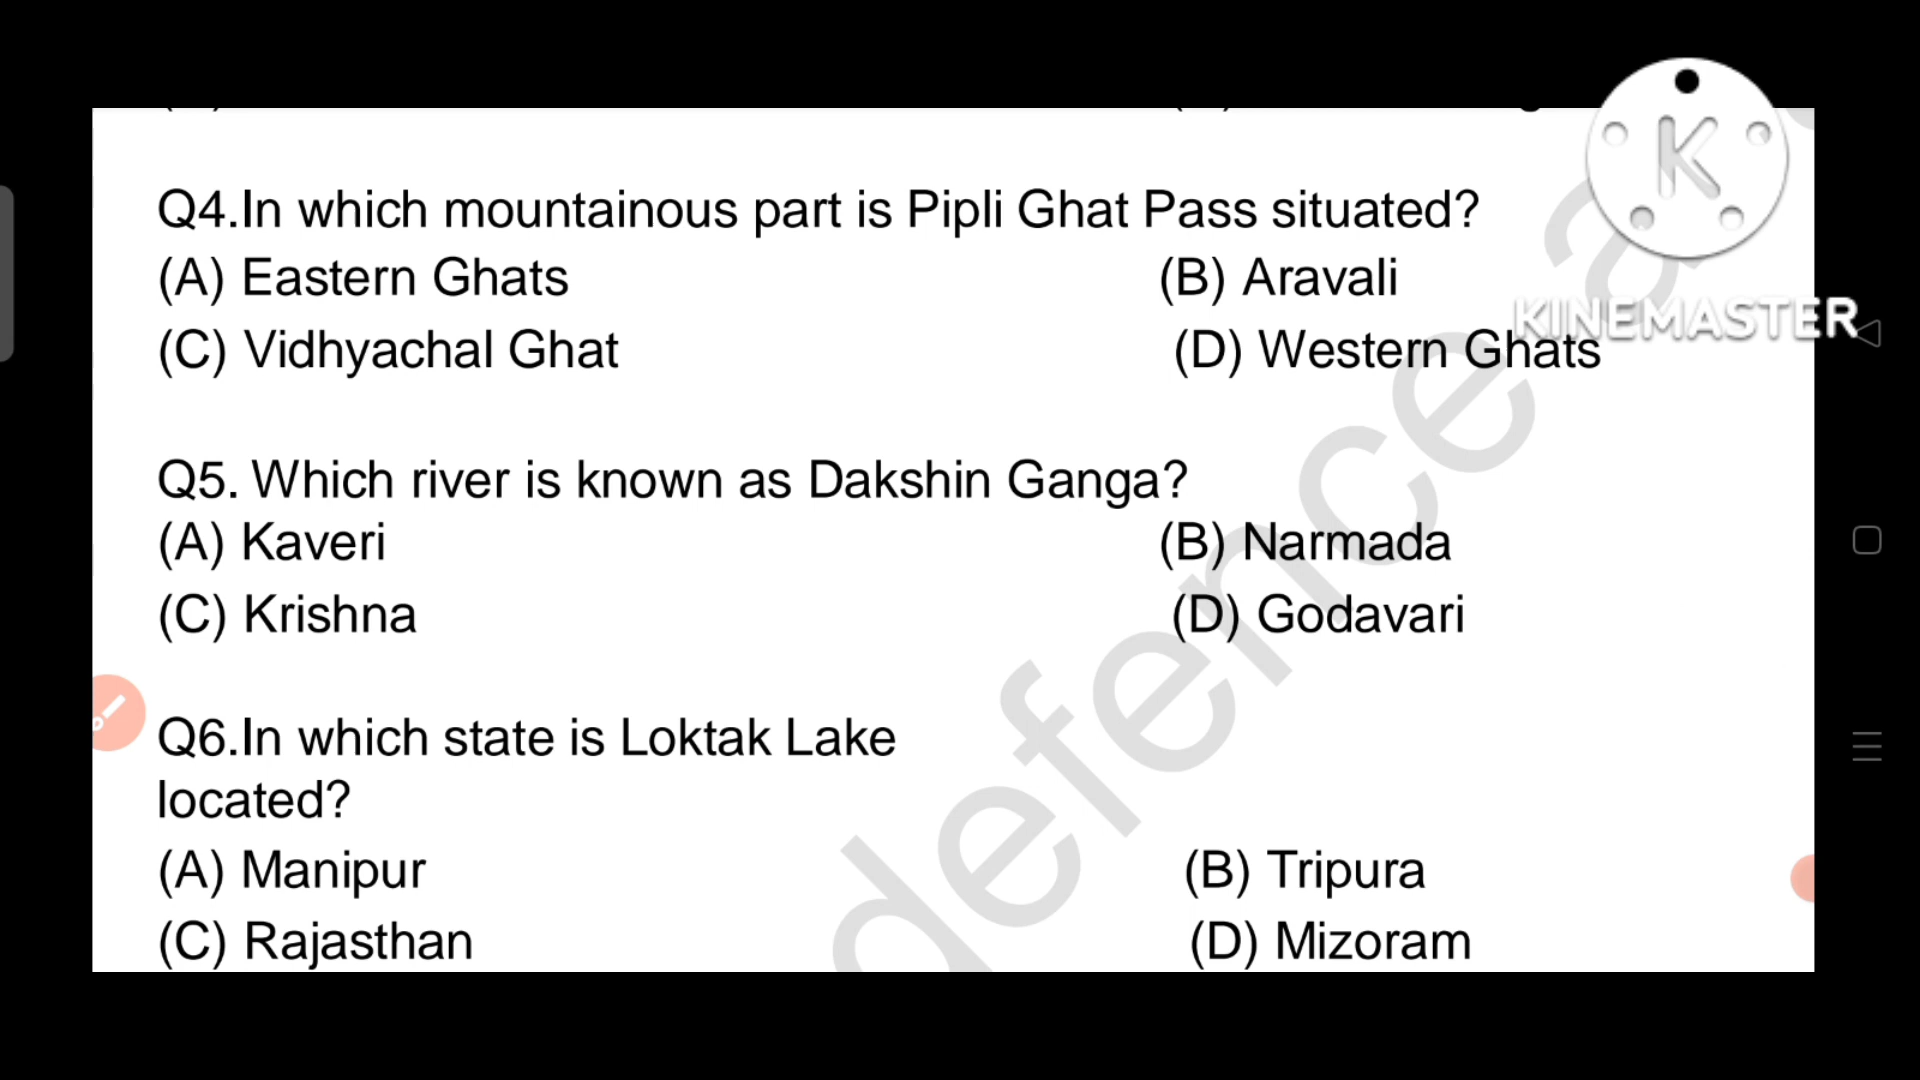 K
KINEMASTER
Q4.In which mountainous part is Pipli Ghat Pass situated?
(A) Eastern Ghats (B) Aravali
(C) Vidhyachal Ghat (D) Western Ghats
Q5. Which river is known as Dakshin Ganga?
(A) Kaveri (B) Narmada
(C) Krishna (D) Godavari
Q6.In which state is Loktak Lake
located?
(A) Manipur (B) Tripura
(C) Rajasthan (D) Mizoram
defence a